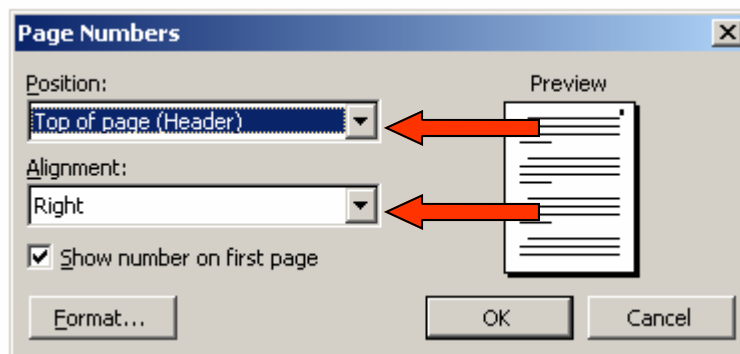 Page Numbers
Position:
Preview
Top of page (Header)
Alignment:
Right
Show number on first page
Format...
OK
Cancel